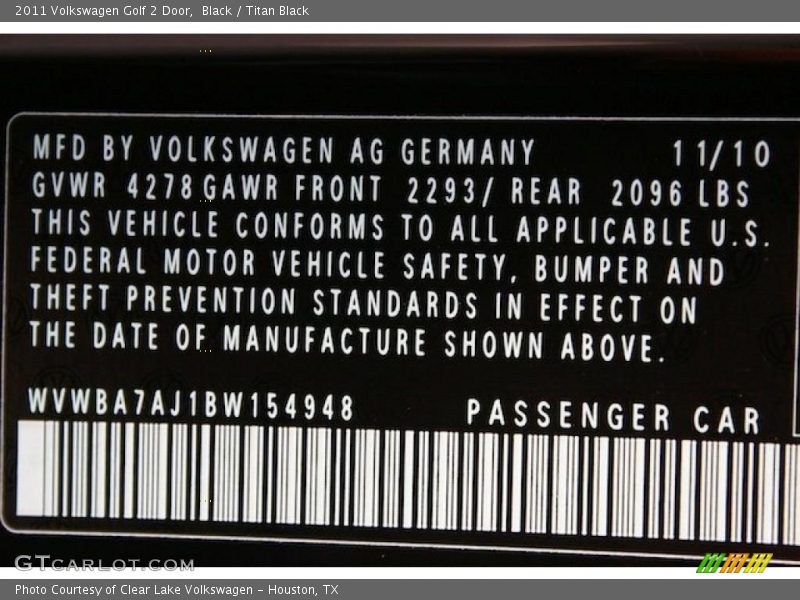 2011 Volkswagen Golf 2 Door,  Black / Titan Black
MFD BY VOLKSWAGEN AG GERMANY 11/10
GVWR 4278 GAWR FRONT 2293/ REAR 2096 LBS
THIS VEHICLE CONFORMS TO ALL APPLICABLE U.S.
FEDERAL MOTOR VEHICLE SAFETY, BUMPER AND
THEFT PREVENTION STANDARDS IN EFFECT ON
THE DATE OF MANUFACTURE SHOWN ABOVE.
WVWBA7AJ1BW154948 PASSENGER CAR
GTCARLOT.COM
Photo Courtesy of Clear Lake Volkswagen - Houston, TX